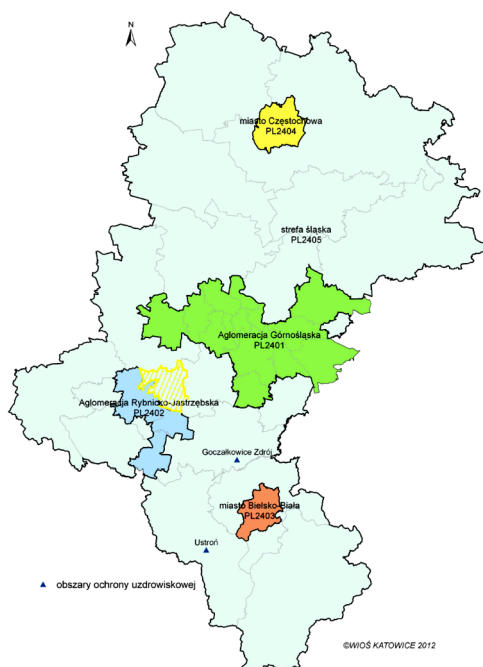 N
miasto Częstochowa
PL2404
strefa śląska
PL2405
Aglomeracja Górnośląska
PL2401
Aglomeracja Rybnicko-Jastrzębska
PL2402
Goczałkowice Zdrój
miasto Bielsko-Biała
PL2403
Ustroń
obszary ochrony uzdrowiskowej
©WIOŚ KATOWICE 2012